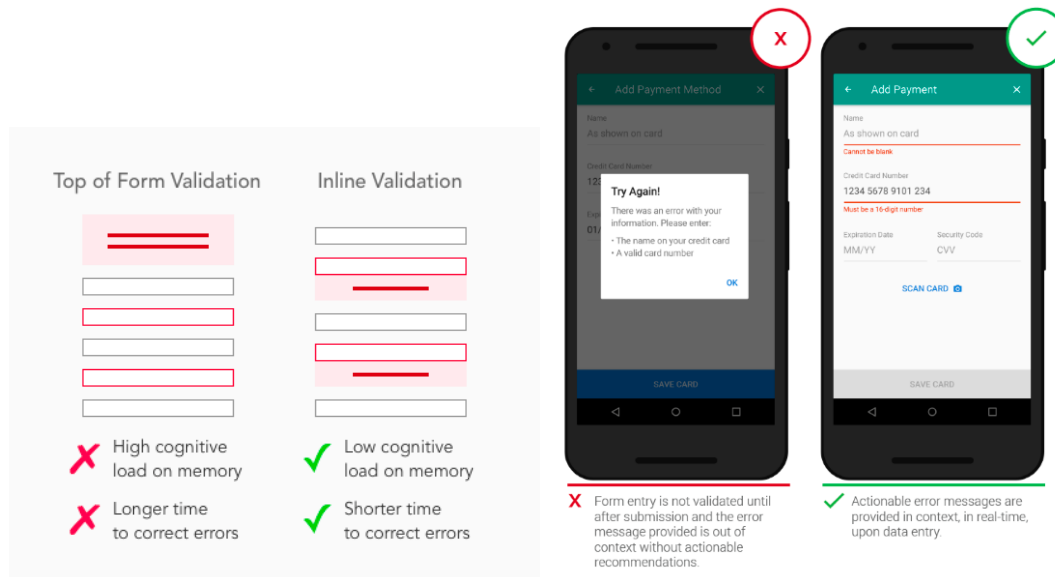 Top of Form Validation
High cognitive
load on memory
Longer time
to correct errors
Inline Validation
Low cognitive
load on memory
Shorter time
to correct errors
X
Add Payment Method
Name
As shown on card
Credit Card Number
Try Again!
There was an error with your
information. Please enter:
• The name on your credit card
• A valid card number
OK
01/
SAVE CARD
X Form entry is not validated until
after submission and the error
message provided is out of
context without actionable
recommendations.
Add Payment
Name
As shown on card
Cannot be blank
Credit Card Number
1234 5678 9101 234
Must be a 16-digit number
Expiration Date Security Code
MM/YY CVV
SCAN CARD
SAVE CARD
Actionable error messages are
provided in context, in real-time,
upon data entry.